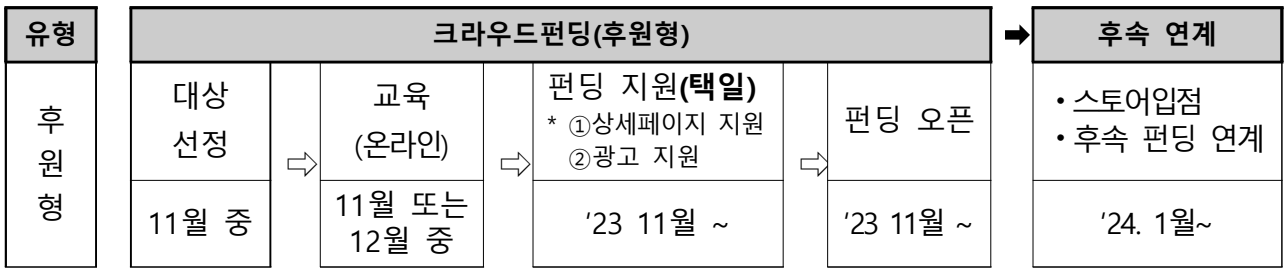 유형
크라우드펀딩(후원형)
➡
후속 연계
후
원
형
대상
선정
⇨
교육
(온라인)
⇨
펀딩 지원(택일)
* ①상세페이지 지원
②광고 지원
⇨
펀딩 오픈
•스토어입점
•후속 펀딩 연계
11월 중
11월 또는
12월 중
'23 11월 ~
'23 11월 ~
'24. 1월~